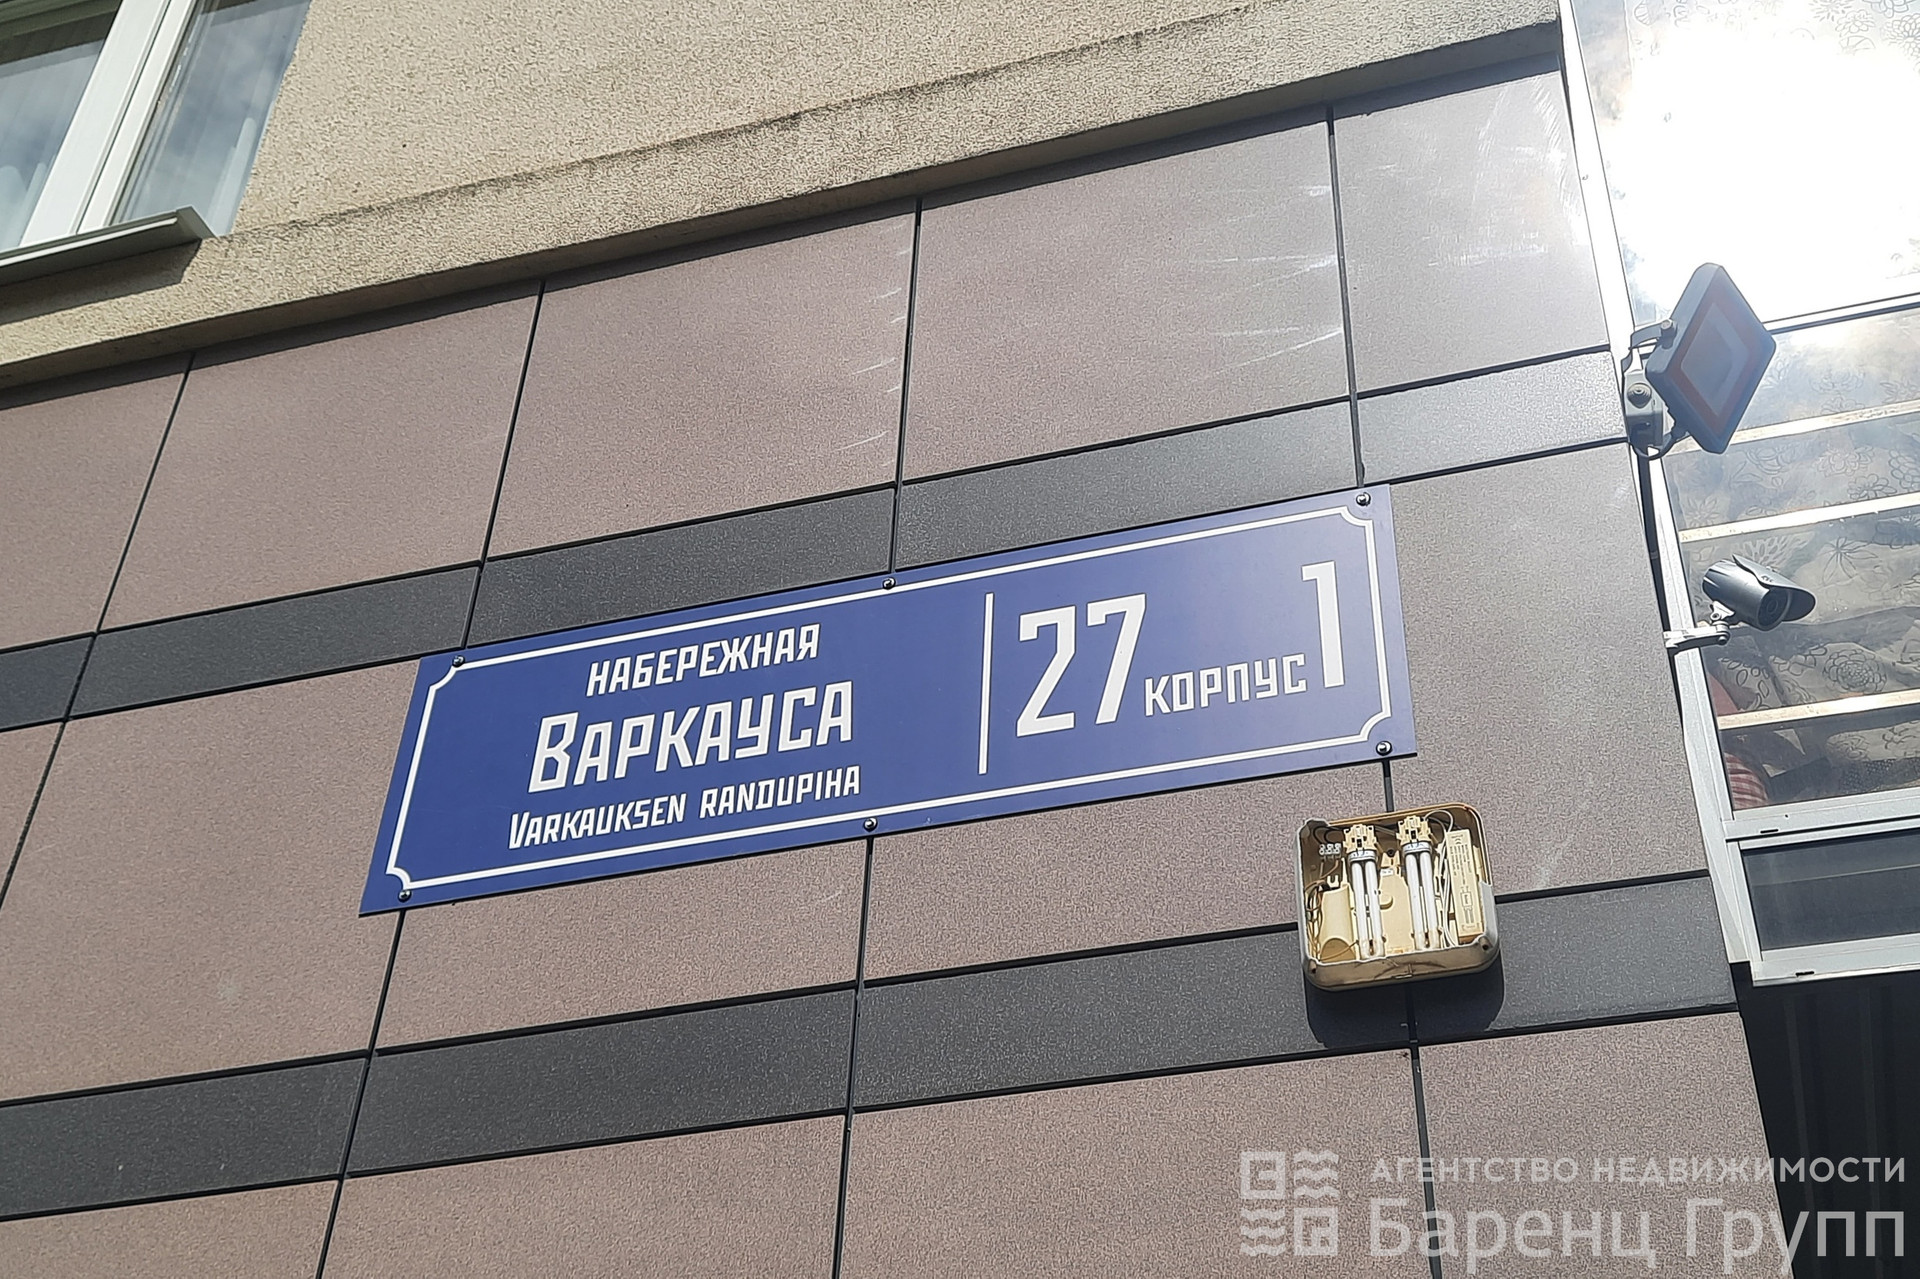 НАБЕРЕЖНАЯ
ВАРКАУСА
VARKAUKSEN RANDUPIHA
27 КОРПУС 1
АГЕНТСТВО НЕДВИЖИМОСТИ
Баренц Групп